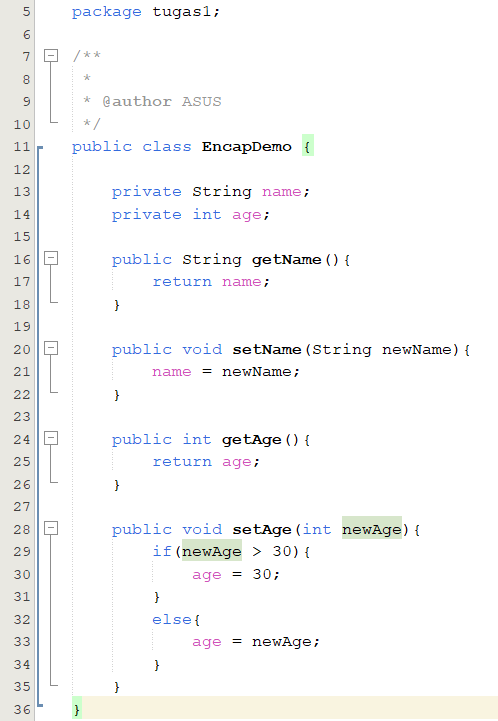 5 package tugas1;
6
7 /**
8 *
9 * @author ASUS
10 */
11 public class EncapDemo {
12
13 private String name;
14 private int age;
15
16 public String getName(){
17 return name;
18 }
19
20 public void setName(String newName){
21 name = newName;
22 }
23
24 public int getAge(){
25 return age;
26 }
27
28 public void setAge(int newAge){
29 if(newAge > 30){
30 age = 30;
31 }
32 else{
33 age = newAge;
34 }
35 }
36 }